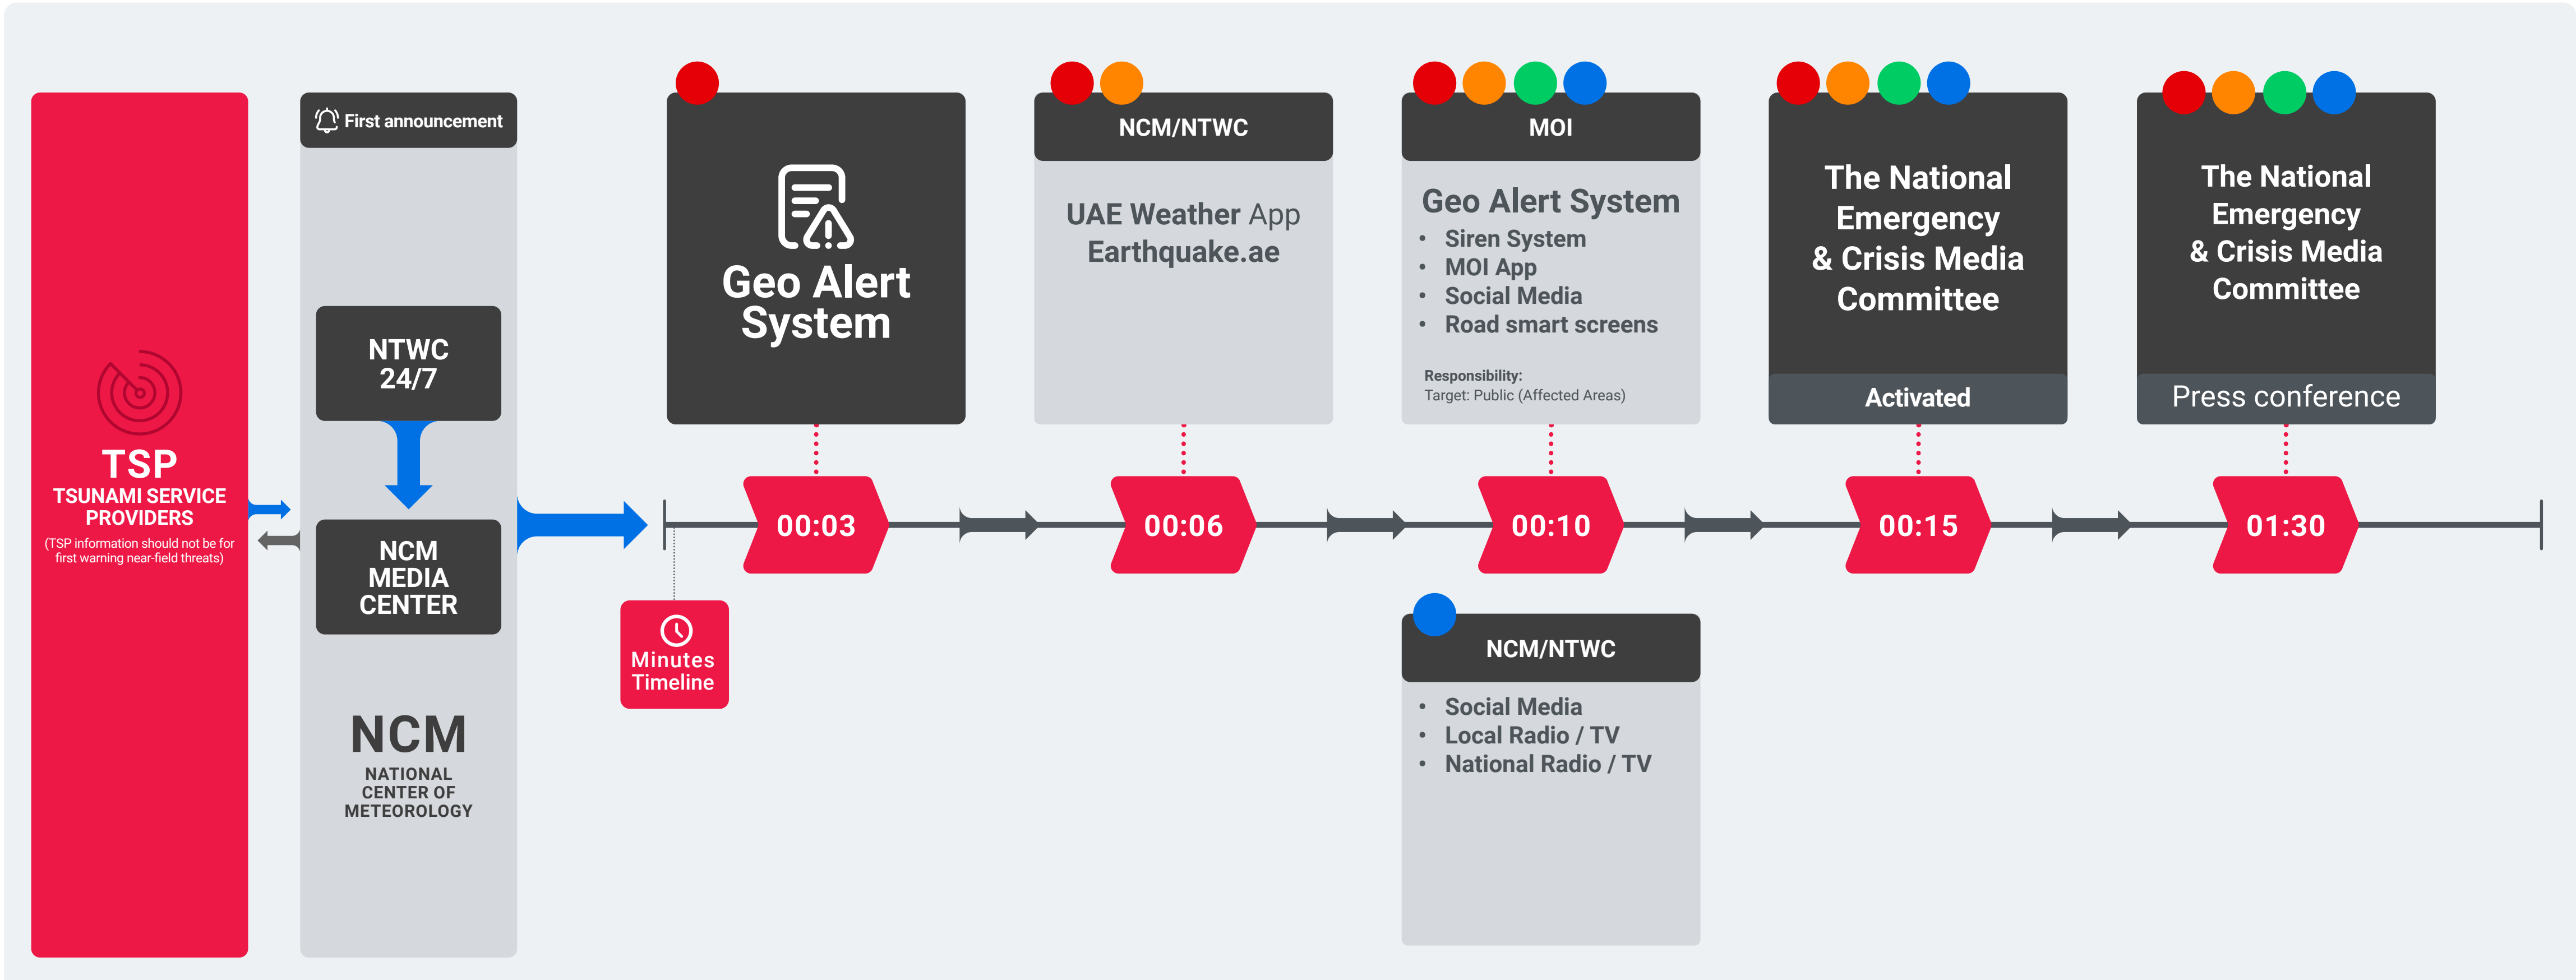 TSP
TSUNAMI SERVICE
PROVIDERS
(TSP information should not be for
first warning near-field threats)
First announcement
NTWC
24/7
NCM
MEDIA
CENTER
NCM
NATIONAL
CENTER OF
METEOROLOGY
Minutes
Timeline
Geo Alert
System
00:03
NCM/NTWC
UAE Weather App
Earthquake.ae
00:06
MOI
Geo Alert System
• Siren System
• MOI App
• Social Media
• Road smart screens
Responsibility:
Target: Public (Affected Areas)
00:10
NCM/NTWC
• Social Media
• Local Radio / TV
• National Radio / TV
The National
Emergency
& Crisis Media
Committee
Activated
00:15
The National
Emergency
& Crisis Media
Committee
Press conference
01:30